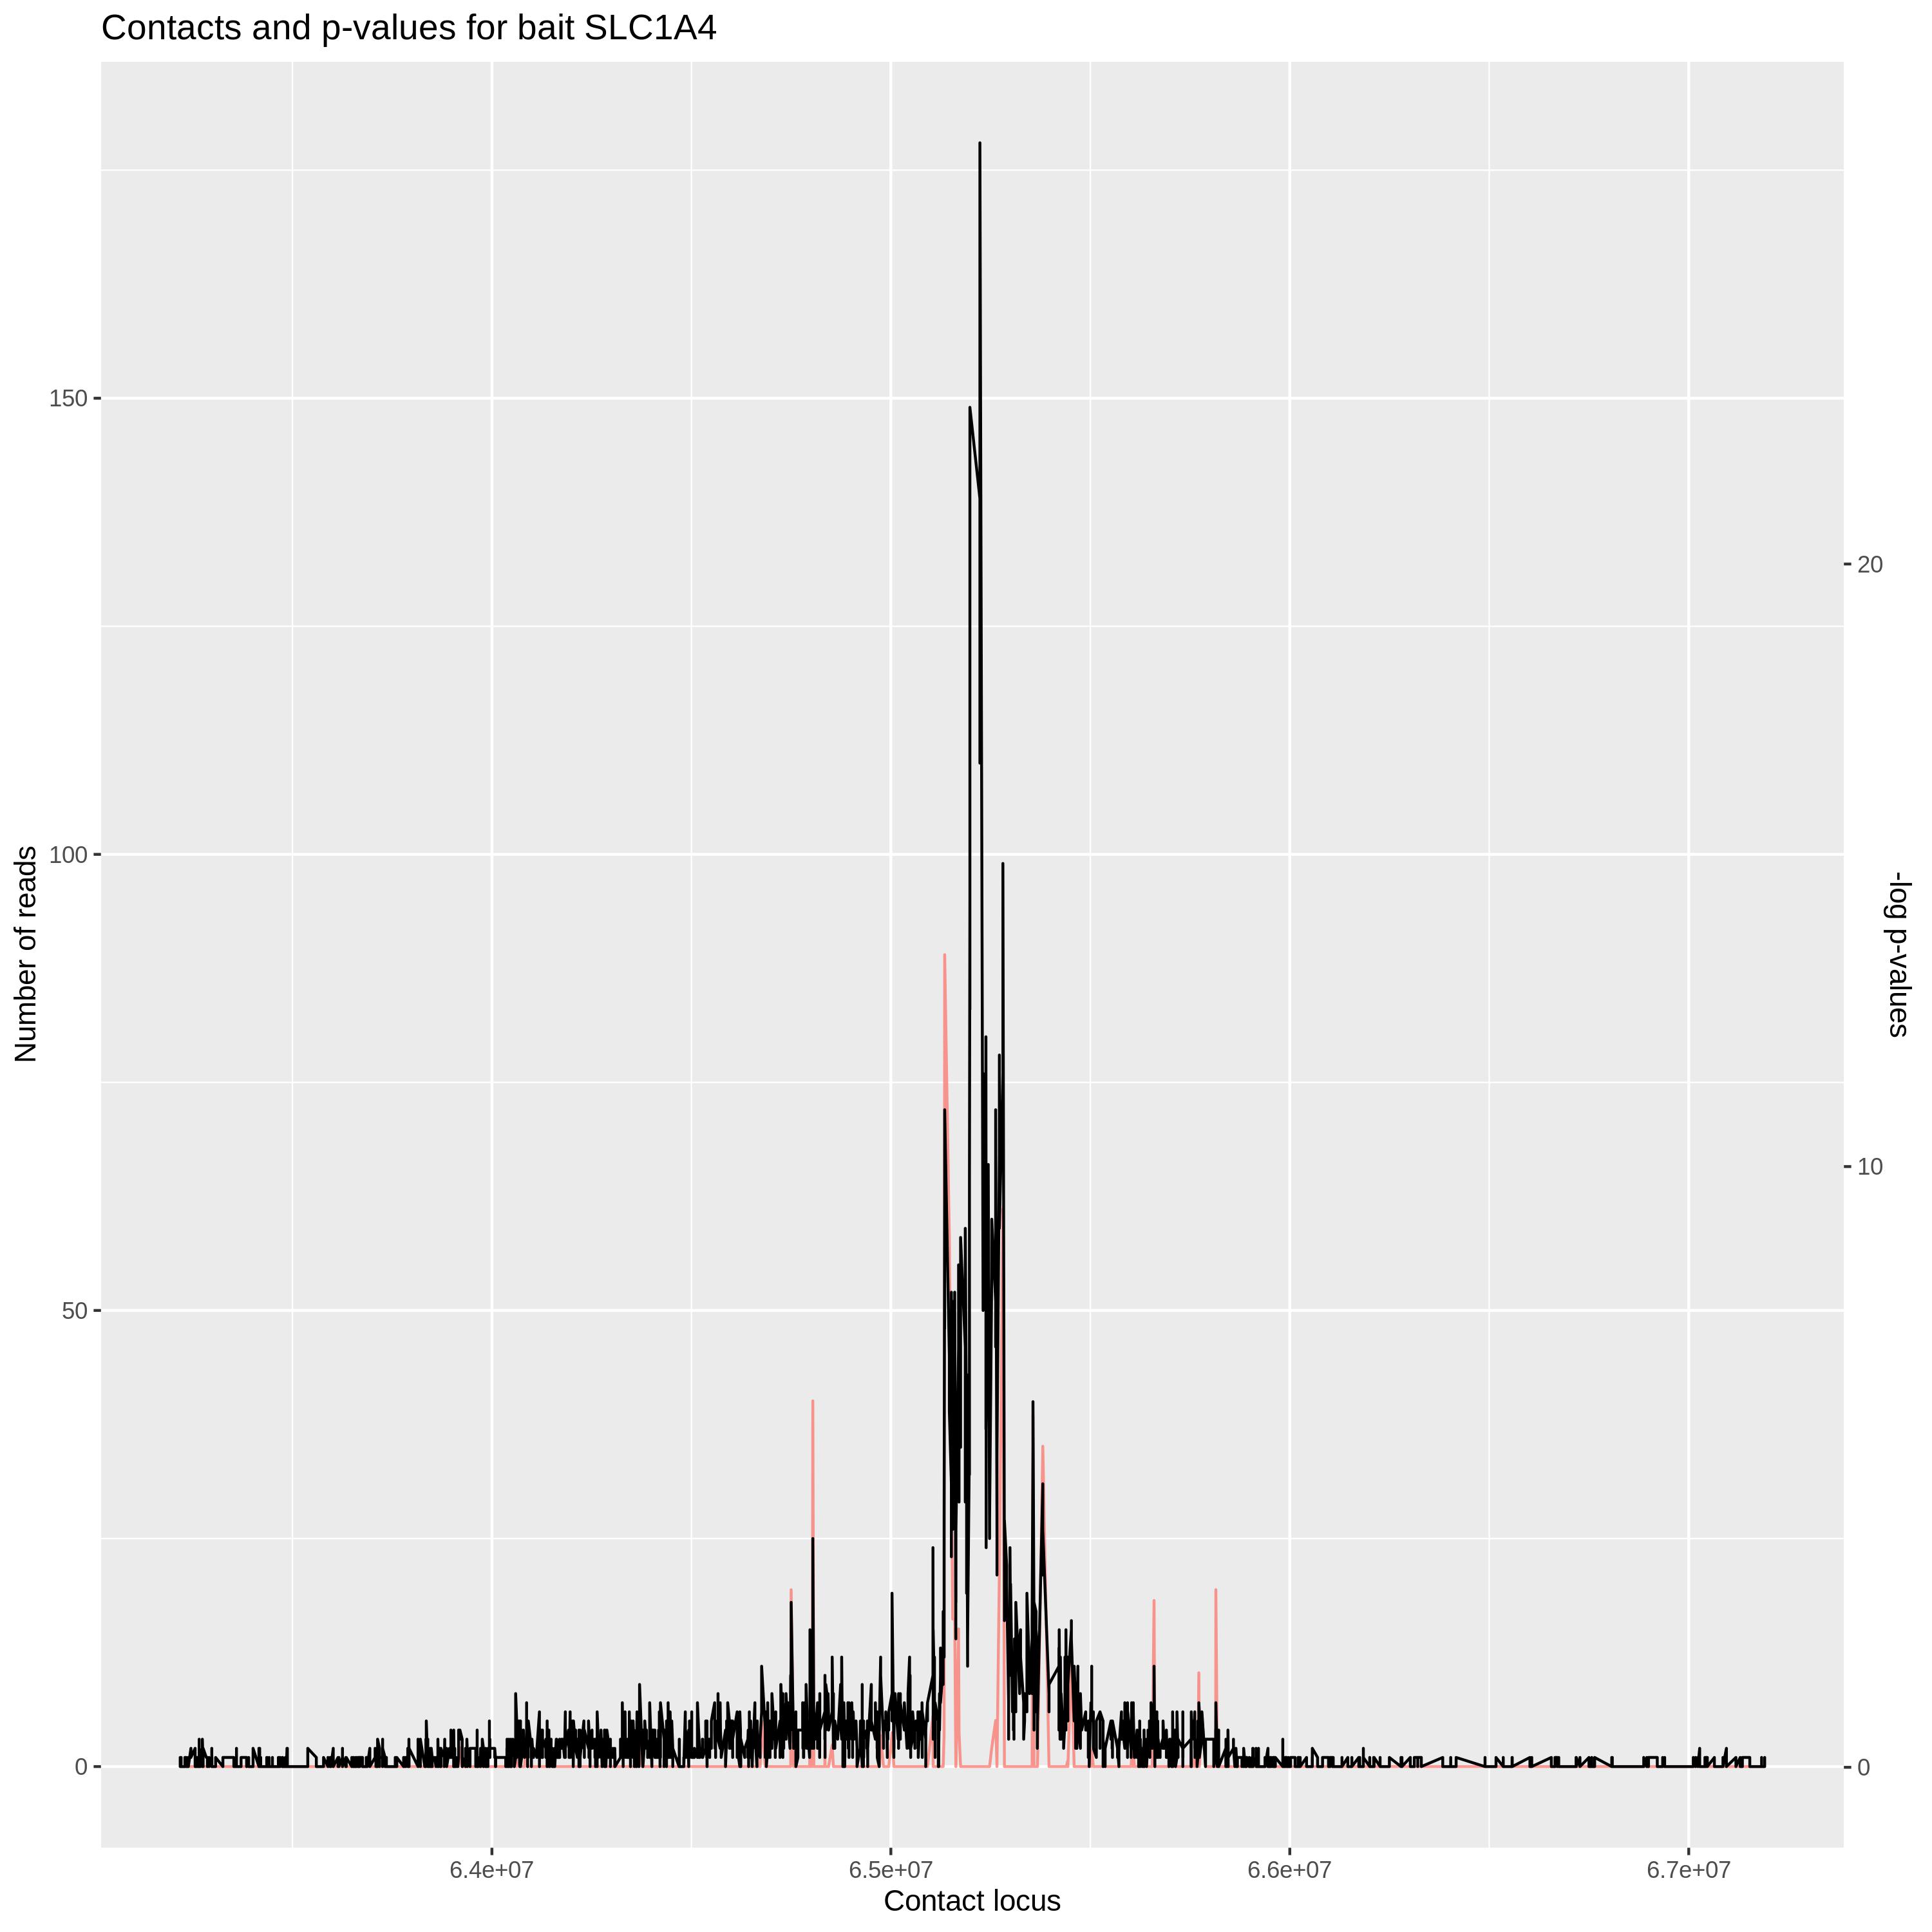 Contacts and p-values for bait SLC1A4
150
100
50
0
Number of reads
20
10
0
-log p-values
6.4e+07
6.5e+07
6.6e+07
6.7e+07
Contact locus